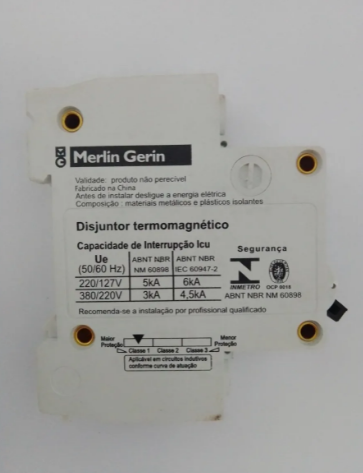 Merlin Gerin
Validade: produto não perecível
Fabricado na China
Antes de instalar desligue a energia elétrica
Composição : materiais metálicos e plásticos isolantes
Disjuntor termomagnético
Capacidade de Interrupção Icu
Segurança
Ue (50/60 Hz) ABNT NBR NM 60898 ABNT NBR IEC 60947-2
220/127V 5kA 6kA
380/220V 3kA 4,5kA
INMETRO OCP 0018
ABNT NBR NM 60898
Recomenda-se a instalação por profissional qualificado
Maior Proteção Classe 1 Classe 2 Classe 3 Menor Proteção
Aplicável em circuitos indutivos
conforme curva de atuação